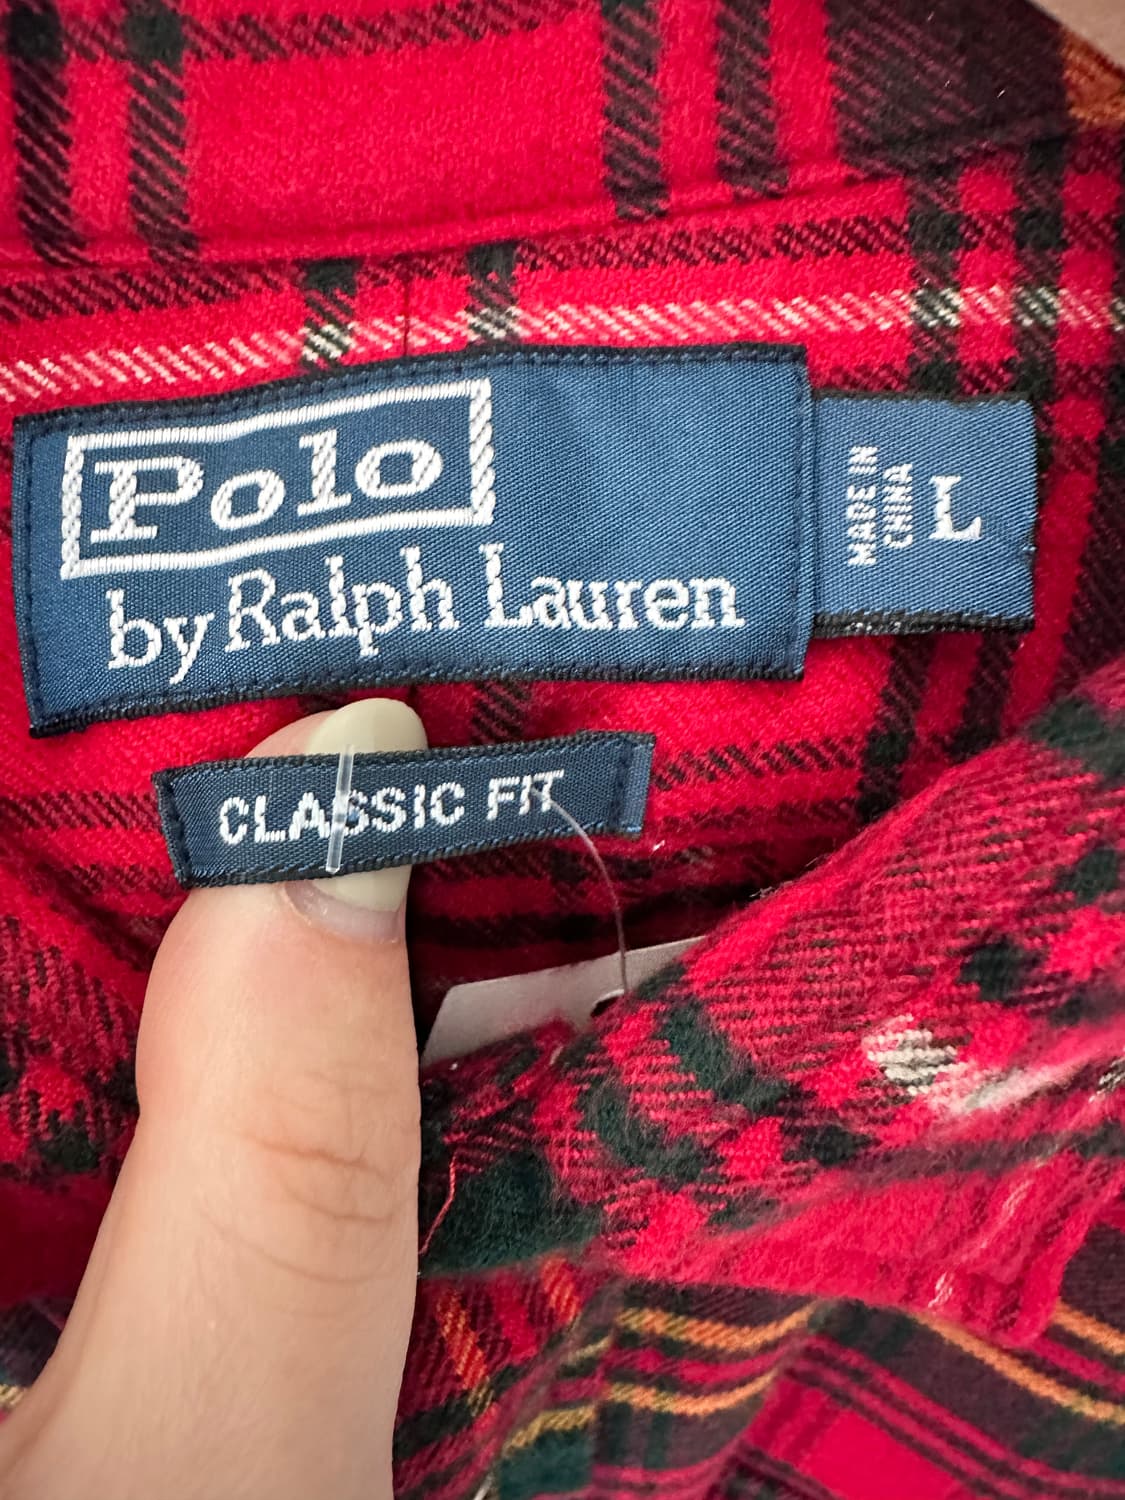 Polo
by Ralph Lauren
MADE IN
CHINA
L
CLASSIC FIT